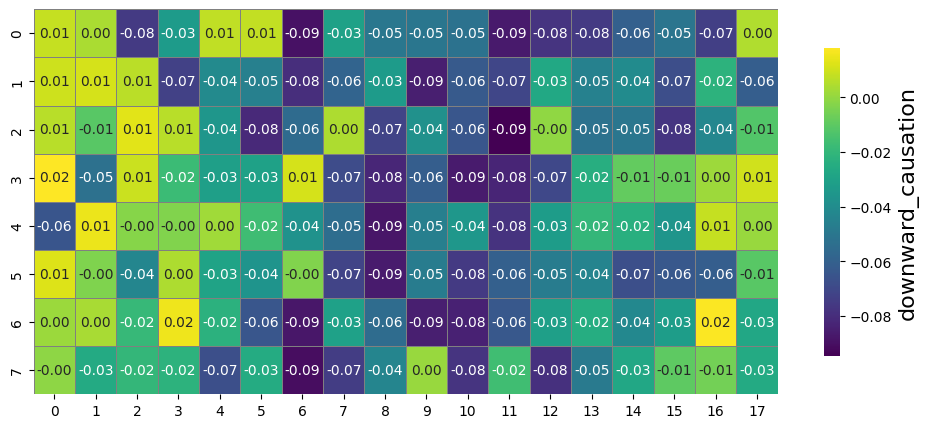 0 0.01 0.00 -0.08 -0.03 0.01 0.01 -0.09 -0.03 -0.05 -0.05 -0.05 -0.09 -0.08 -0.08 -0.06 -0.05 -0.07 0.00
1 0.01 0.01 0.01 -0.07 -0.04 -0.05 -0.08 -0.06 -0.03 -0.09 -0.06 -0.07 -0.03 -0.05 -0.04 -0.07 -0.02 -0.06
2 0.01 -0.01 0.01 0.01 -0.04 -0.08 -0.06 0.00 -0.07 -0.04 -0.06 -0.09 -0.00 -0.05 -0.05 -0.08 -0.04 -0.01
3 0.02 -0.05 0.01 -0.02 -0.03 -0.03 0.01 -0.07 -0.08 -0.06 -0.09 -0.08 -0.07 -0.02 -0.01 -0.01 0.00 0.01
4 -0.06 0.01 -0.00 -0.00 0.00 -0.02 -0.04 -0.05 -0.09 -0.05 -0.04 -0.08 -0.03 -0.02 -0.02 -0.04 0.01 0.00
5 0.01 -0.00 -0.04 0.00 -0.03 -0.04 -0.00 -0.07 -0.09 -0.05 -0.08 -0.06 -0.05 -0.04 -0.07 -0.06 -0.06 -0.01
6 0.00 0.00 -0.02 0.02 -0.02 -0.06 -0.09 -0.03 -0.06 -0.09 -0.08 -0.06 -0.03 -0.02 -0.04 -0.03 0.02 -0.03
7 -0.00 -0.03 -0.02 -0.02 -0.07 -0.03 -0.09 -0.07 -0.04 0.00 -0.08 -0.02 -0.08 -0.05 -0.03 -0.01 -0.01 -0.03
0 1 2 3 4 5 6 7 8 9 10 11 12 13 14 15 16 17
0.00
-0.02
-0.04
-0.06
-0.08
downward_causation